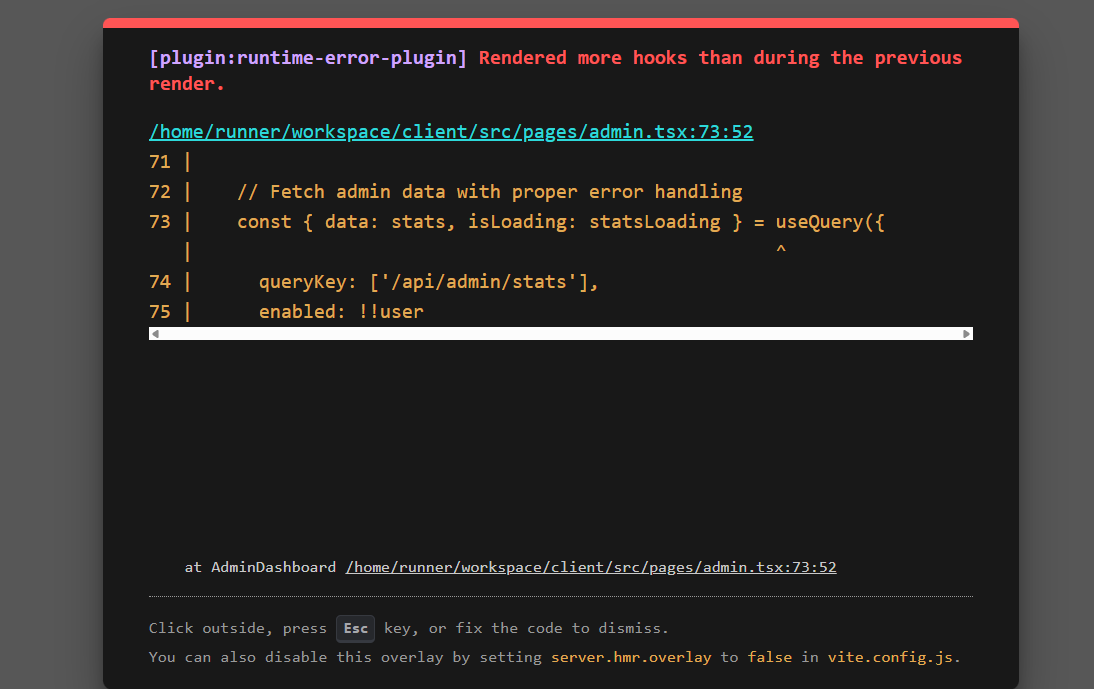 [plugin:runtime-error-plugin] Rendered more hooks than during the previous
render.
/home/runner/workspace/client/src/pages/admin.tsx:73:52
71 |
72 |    // Fetch admin data with proper error handling
73 |    const { data: stats, isLoading: statsLoading } = useQuery({
   |                                                     ^
74 |      queryKey: ['/api/admin/stats'],
75 |      enabled: !!user
at AdminDashboard /home/runner/workspace/client/src/pages/admin.tsx:73:52
Click outside, press Esc key, or fix the code to dismiss.
You can also disable this overlay by setting server.hmr.overlay to false in vite.config.js.